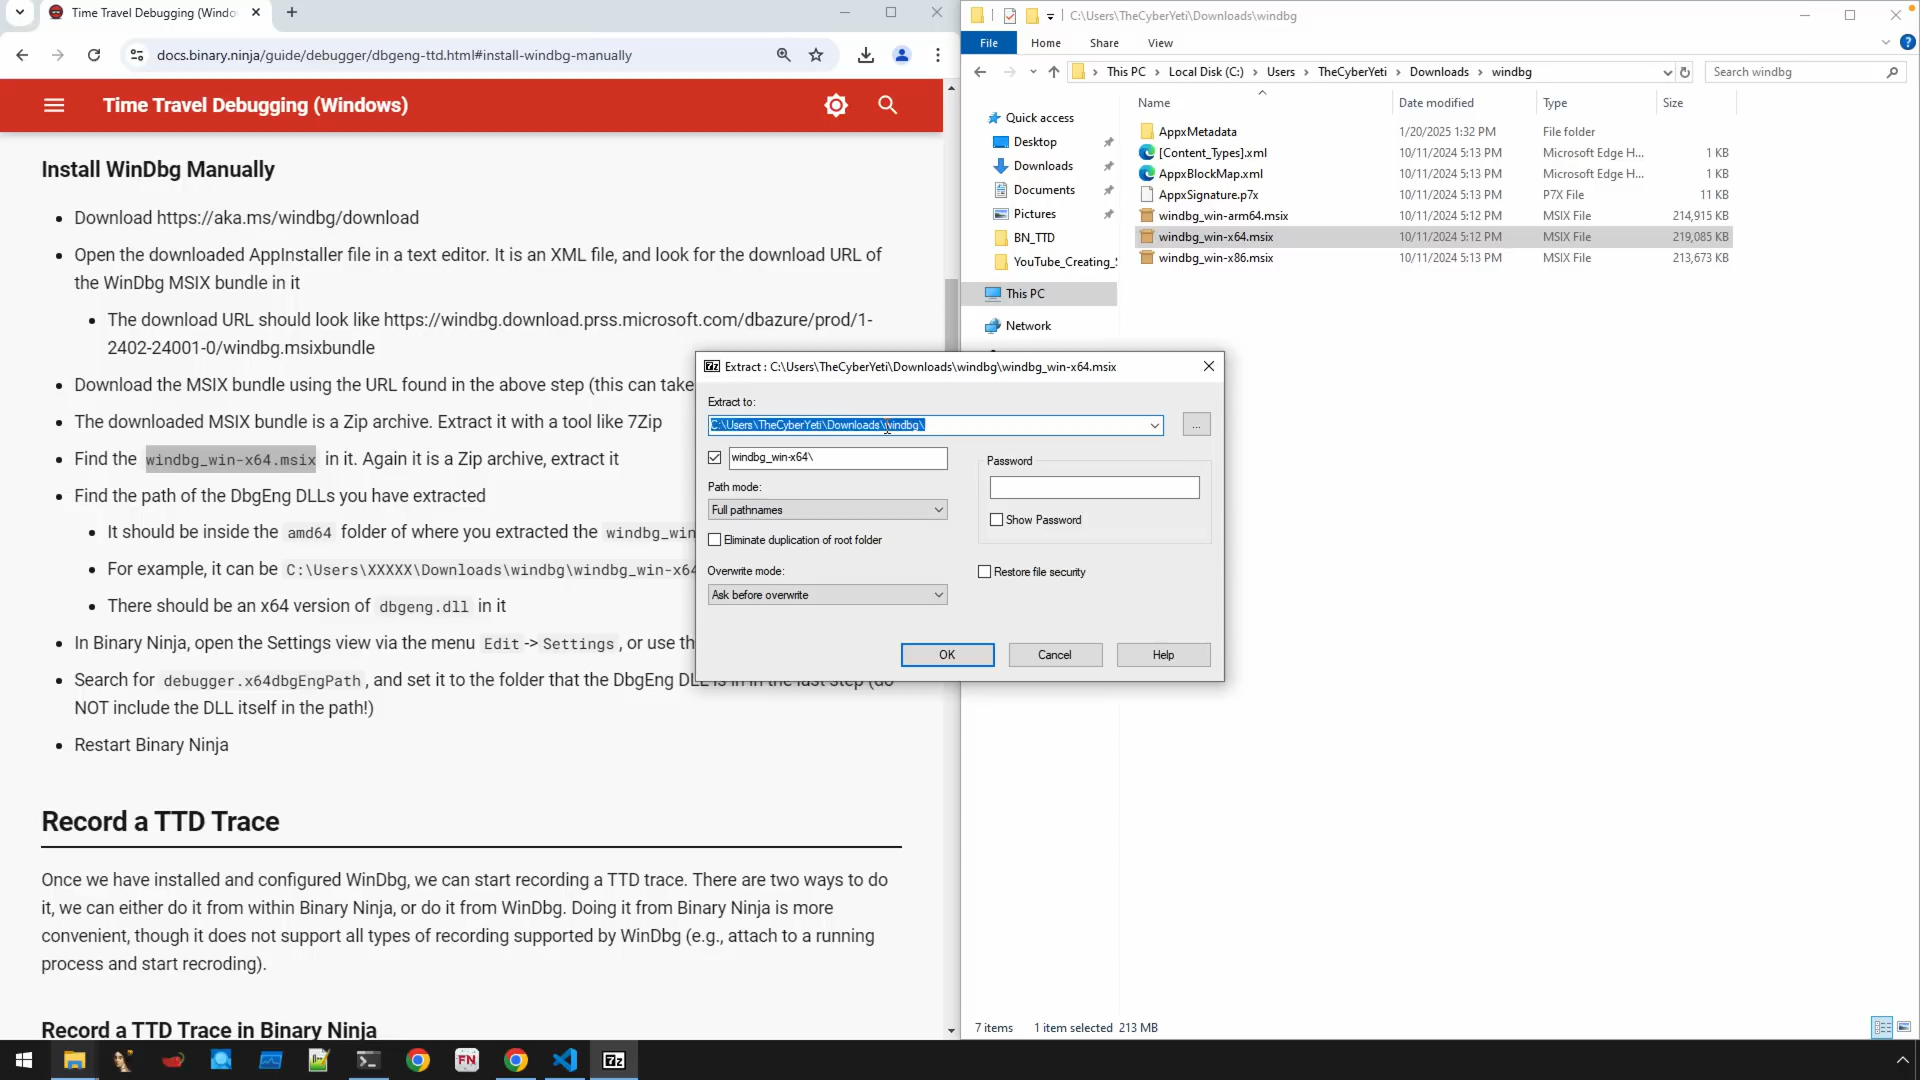 Time Travel Debugging (Windo
docs.binary.ninja/guide/debugger/dbgeng-ttd.html#install-windbg-manually
Time Travel Debugging (Windows)
Install WinDbg Manually
Download https://aka.ms/windbg/download
Open the downloaded AppInstaller file in a text editor. It is an XML file, and look for the download URL of
the WinDbg MSIX bundle in it
The download URL should look like https://windbg.download.prss.microsoft.com/dbazure/prod/1-
2402-24001-0/windbg.msixbundle
Download the MSIX bundle using the URL found in the above step (this can take
The downloaded MSIX bundle is a Zip archive. Extract it with a tool like 7Zip
Find the windbg_win-x64.msix in it. Again it is a Zip archive, extract it
Find the path of the DbgEng DLLs you have extracted
It should be inside the amd64 folder of where you extracted the windbg_win
For example, it can be C:\Users\XXXXX\Downloads\windbg\windbg_win-x64
There should be an x64 version of dbgeng.dll in it
In Binary Ninja, open the Settings view via the menu Edit -> Settings , or use th
Search for debugger.x64dbgEngPath , and set it to the folder that the DbgEng DLL is in in the last step (do
NOT include the DLL itself in the path!)
Restart Binary Ninja
Record a TTD Trace
Once we have installed and configured WinDbg, we can start recording a TTD trace. There are two ways to do
it, we can either do it from within Binary Ninja, or do it from WinDbg. Doing it from Binary Ninja is more
convenient, though it does not support all types of recording supported by WinDbg (e.g., attach to a running
process and start recroding).
Record a TTD Trace in Binary Ninja
C:\Users\TheCyberYeti\Downloads\windbg
File Home Share View
This PC Local Disk (C:) Users TheCyberYeti Downloads windbg
Search windbg
Name Date modified Type Size
Quick access
Desktop
Downloads
Documents
Pictures
BN_TTD
YouTube_Creating_
This PC
Network
AppxMetadata 1/20/2025 1:32 PM File folder
[Content_Types].xml 10/11/2024 5:13 PM Microsoft Edge H... 1 KB
AppxBlockMap.xml 10/11/2024 5:13 PM Microsoft Edge H... 1 KB
AppxSignature.p7x 10/11/2024 5:13 PM P7X File 11 KB
windbg_win-arm64.msix 10/11/2024 5:12 PM MSIX File 214,915 KB
windbg_win-x64.msix 10/11/2024 5:12 PM MSIX File 219,085 KB
windbg_win-x86.msix 10/11/2024 5:13 PM MSIX File 213,673 KB
7z Extract : C:\Users\TheCyberYeti\Downloads\windbg\windbg_win-x64.msix
Extract to:
C:\Users\TheCyberYeti\Downloads\windbg\
...
windbg_win-x64\
Path mode:
Full pathnames
Eliminate duplication of root folder
Overwrite mode:
Ask before overwrite
Password
Show Password
Restore file security
OK Cancel Help
7 items 1 item selected 213 MB
FN
7z